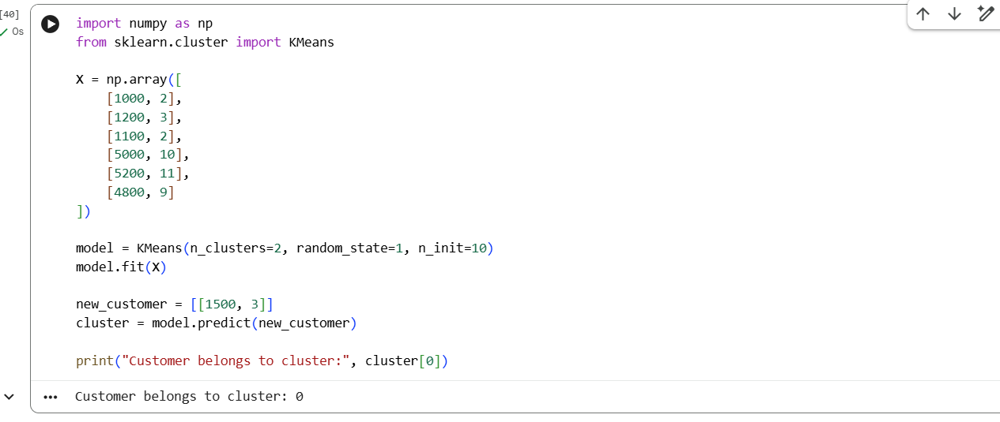 [40]
0s
import numpy as np
from sklearn.cluster import KMeans
X = np.array([
    [1000, 2],
    [1200, 3],
    [1100, 2],
    [5000, 10],
    [5200, 11],
    [4800, 9]
])
model = KMeans(n_clusters=2, random_state=1, n_init=10)
model.fit(X)
new_customer = [[1500, 3]]
cluster = model.predict(new_customer)
print("Customer belongs to cluster:", cluster[0])
Customer belongs to cluster: 0